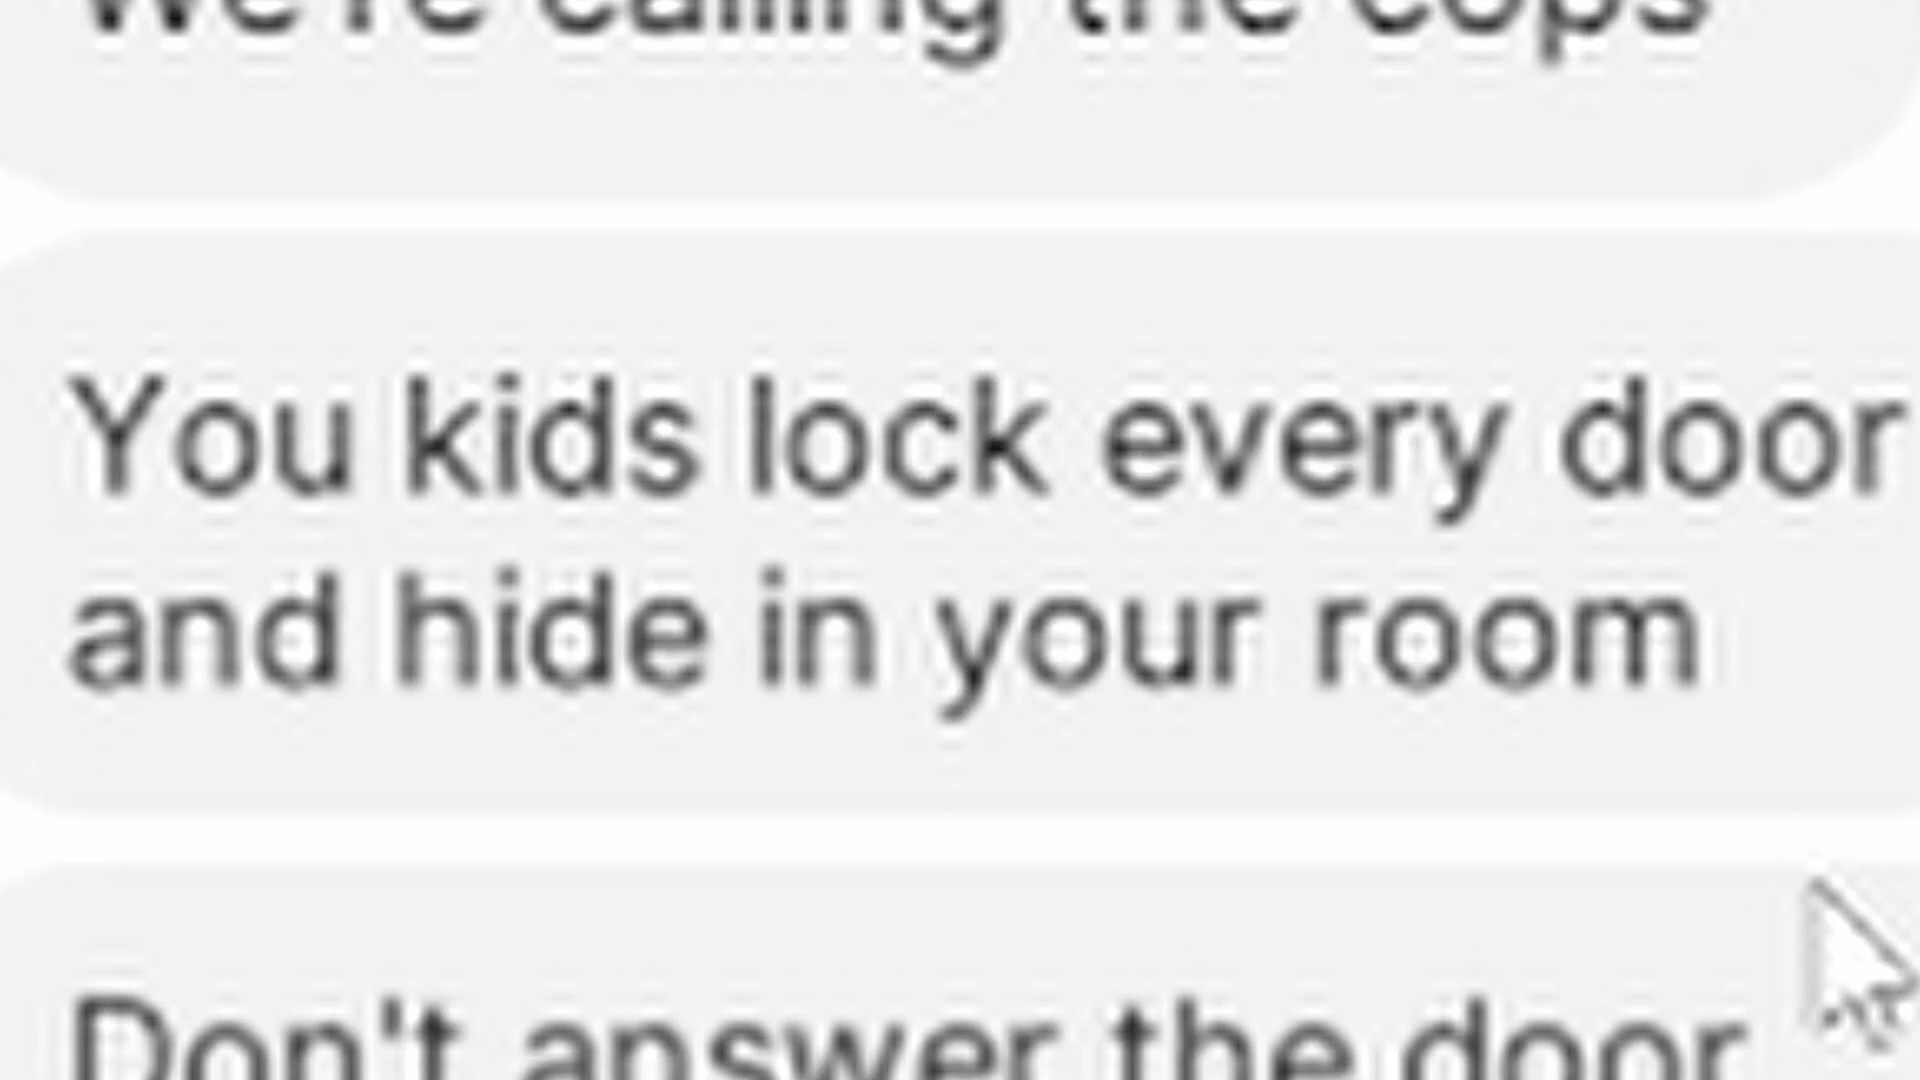 We're calling the cops
You kids lock every door
and hide in your room
Don't answer the door